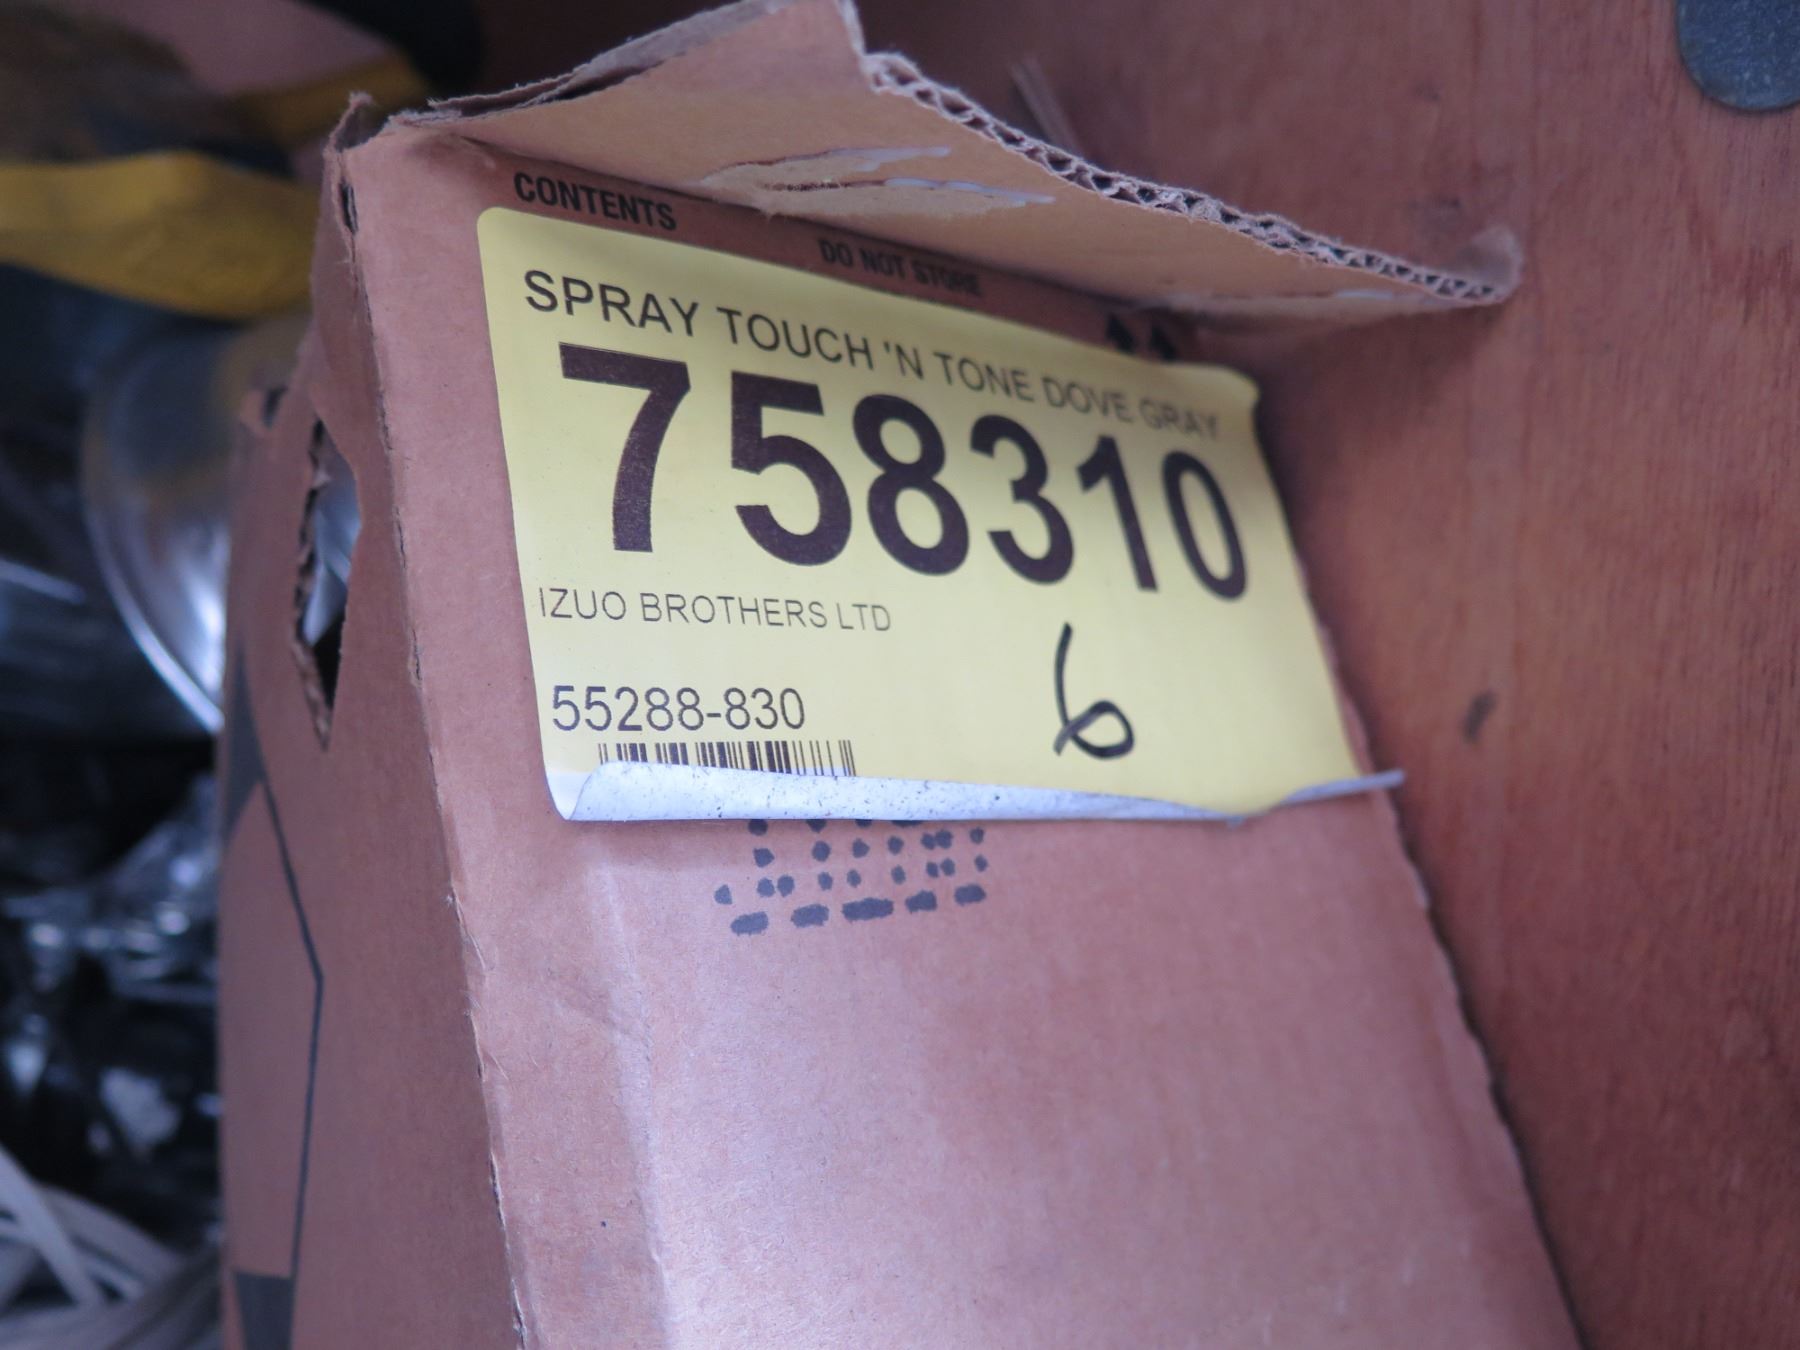 CONTENTS
DO NOT STORE
SPRAY TOUCH 'N TONE DOVE GRAY
758310
IZUO BROTHERS LTD
6
55288-830